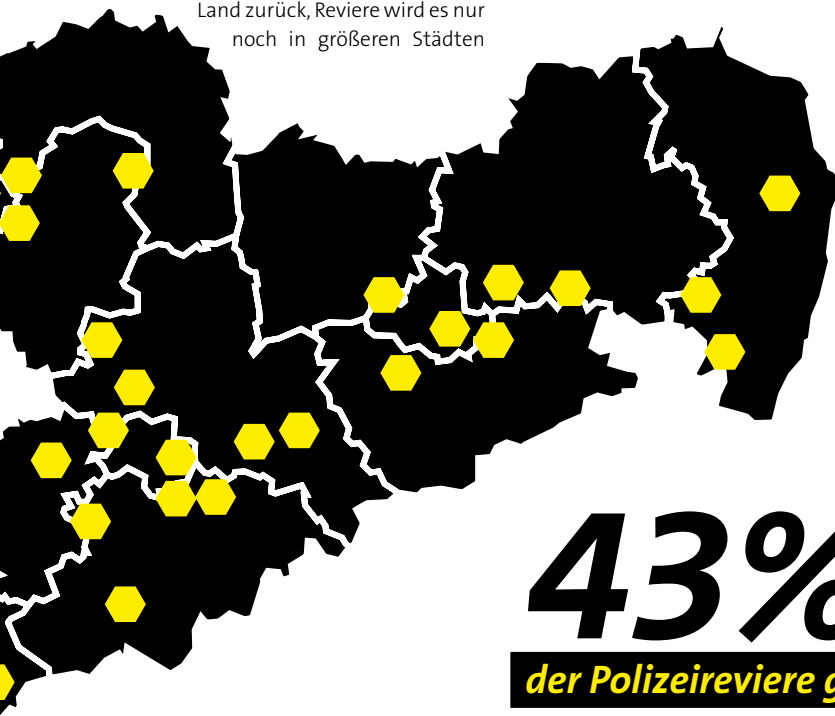 Land zurück, Reviere wird es nur
noch in größeren Städten
43%
der Polizeireviere g